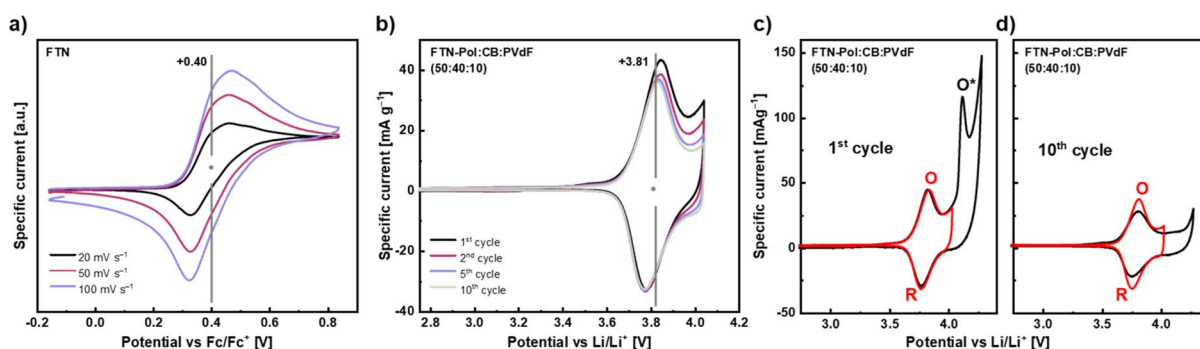 a)
FTN
+0.40
Specific current [a.u.]
20 mV s⁻¹
50 mV s⁻¹
100 mV s⁻¹
-0.2 0.0 0.2 0.4 0.6 0.8
Potential vs Fc/Fc⁺ [V]
b)
FTN-Pol:CB:PVdF
(50:40:10)
+3.81
Specific current [mA g⁻¹]
40
20
0
-20
-40
1st cycle
2nd cycle
5th cycle
10th cycle
2.8 3.0 3.2 3.4 3.6 3.8 4.0 4.2
Potential vs Li/Li⁺ [V]
c)
FTN-Pol:CB:PVdF
(50:40:10)
Specific current [mAg⁻¹]
150
100
50
0
-50
O*
1st cycle
O
R
3.0 3.5 4.0
Potential vs Li/Li⁺ [V]
d)
FTN-Pol:CB:PVdF
(50:40:10)
10th cycle
O
R
3.0 3.5 4.0
Potential vs Li/Li⁺ [V]